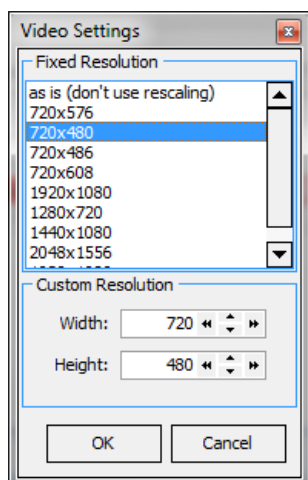 Video Settings
Fixed Resolution
as is (don't use rescaling)
720x576
720x480
720x486
720x608
1920x1080
1280x720
1440x1080
2048x1556
Custom Resolution
Width: 720
Height: 480
OK Cancel